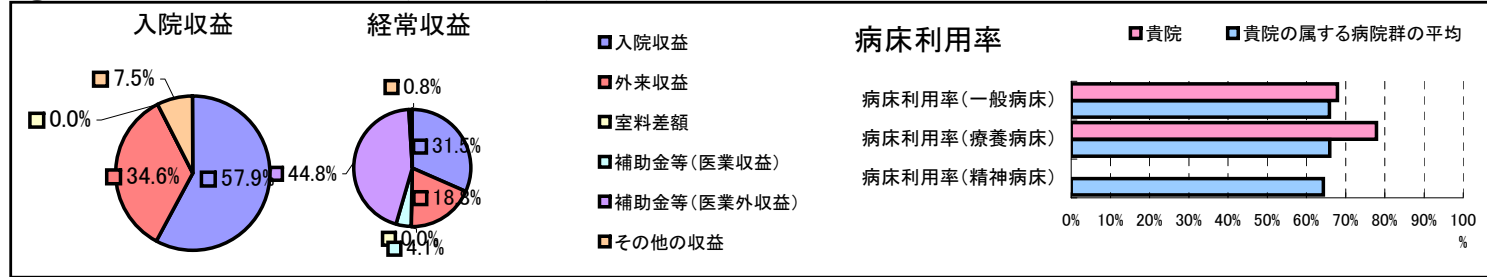 入院収益
7.5%
0.0%
34.6%
57.9%
経常収益
0.8%
31.5%
44.8%
18.8%
0.0%
4.1%
入院収益
外来収益
室料差額
補助金等(医業収益)
補助金等(医業外収益)
その他の収益
病床利用率
貴院
貴院の属する病院群の平均
病床利用率(一般病床)
病床利用率(療養病床)
病床利用率(精神病床)
0% 10% 20% 30% 40% 50% 60% 70% 80% 90% 100
%